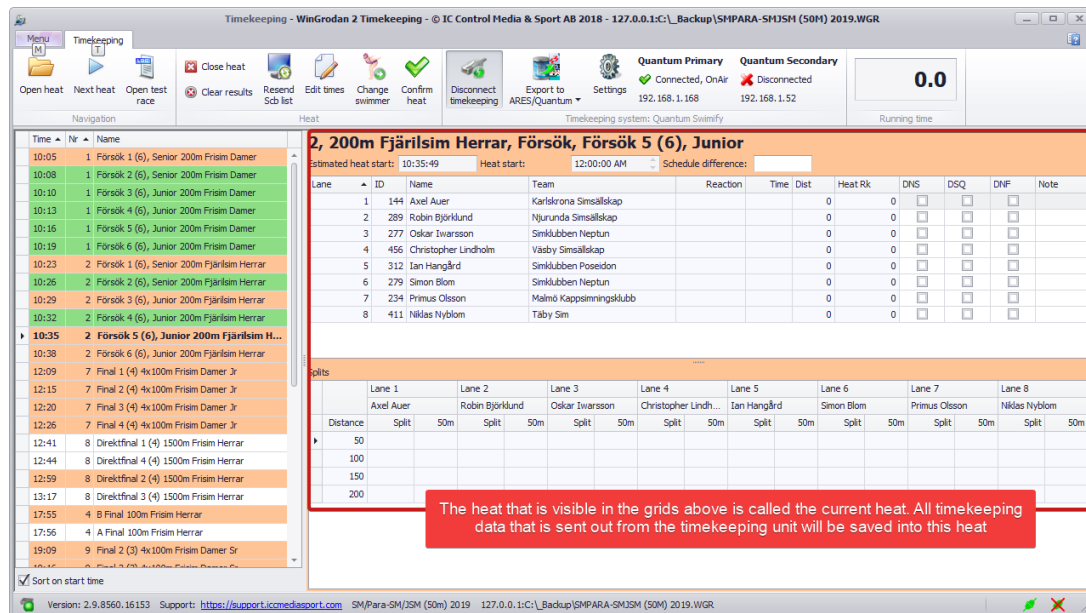 Timekeeping - WinGrodan 2 Timekeeping - © IC Control Media & Sport AB 2018 - 127.0.0.1:C:\_Backup\SMPARA-SMJSM (50M) 2019.WGR
Menu Timekeeping
M T
Open heat
Next heat
Open test race
Navigation
Close heat
Clear results
Resend Scb list
Edit times
Change swimmer
Confirm heat
Heat
Disconnect timekeeping
Export to ARES/Quantum
Settings
Quantum Primary
Connected, OnAir
192.168.1.168
Quantum Secondary
Disconnected
192.168.1.52
Timekeeping system: Quantum Swimify
0.0
Running time
Time Nr Name
10:05 1 Försök 1 (6), Senior 200m Frisim Damer
10:08 1 Försök 2 (6), Senior 200m Frisim Damer
10:10 1 Försök 3 (6), Junior 200m Frisim Damer
10:13 1 Försök 4 (6), Junior 200m Frisim Damer
10:16 1 Försök 5 (6), Junior 200m Frisim Damer
10:19 1 Försök 6 (6), Junior 200m Frisim Damer
10:23 2 Försök 1 (6), Senior 200m Fjärilsim Herrar
10:26 2 Försök 2 (6), Senior 200m Fjärilsim Herrar
10:29 2 Försök 3 (6), Junior 200m Fjärilsim Herrar
10:32 2 Försök 4 (6), Junior 200m Fjärilsim Herrar
10:35 2 Försök 5 (6), Junior 200m Fjärilsim H...
10:38 2 Försök 6 (6), Junior 200m Fjärilsim Herrar
12:09 7 Final 1 (4) 4x100m Frisim Damer Jr
12:15 7 Final 2 (4) 4x100m Frisim Damer Jr
12:20 7 Final 3 (4) 4x100m Frisim Damer Jr
12:26 7 Final 4 (4) 4x100m Frisim Damer Jr
12:41 8 Direktfinal 1 (4) 1500m Frisim Herrar
12:44 8 Direktfinal 4 (4) 1500m Frisim Herrar
12:59 8 Direktfinal 2 (4) 1500m Frisim Herrar
13:17 8 Direktfinal 3 (4) 1500m Frisim Herrar
17:55 4 B Final 100m Frisim Herrar
17:56 4 A Final 100m Frisim Herrar
19:09 9 Final 2 (3) 4x100m Frisim Damer Sr
Sort on start time
2, 200m Fjärilsim Herrar, Försök, Försök 5 (6), Junior
Estimated heat start: 10:35:49 Heat start: 12:00:00 AM Schedule difference:
Lane ID Name Team Reaction Time Dist Heat Rk DNS DSQ DNF Note
1 144 Axel Auer Karlskrona Simsällskap 0 0
2 289 Robin Björklund Njurunda Simsällskap 0 0
3 277 Oskar Iwarsson Simklubben Neptun 0 0
4 456 Christopher Lindholm Väsby Simsällskap 0 0
5 312 Ian Hangård Simklubben Poseidon 0 0
6 279 Simon Blom Simklubben Neptun 0 0
7 234 Primus Olsson Malmö Kappsimningsklubb 0 0
8 411 Niklas Nyblom Täby Sim 0 0
Splits
Lane 1 Lane 2 Lane 3 Lane 4 Lane 5 Lane 6 Lane 7 Lane 8
Axel Auer Robin Björklund Oskar Iwarsson Christopher Lindh... Ian Hangård Simon Blom Primus Olsson Niklas Nyblom
Distance Split 50m Split 50m Split 50m Split 50m Split 50m Split 50m Split 50m Split 50m
50
100
150
200
The heat that is visible in the grids above is called the current heat. All timekeeping
data that is sent out from the timekeeping unit will be saved into this heat
Version: 2.9.8560.16153 Support: https://support.iccmediasport.com SM/Para-SM/JSM (50m) 2019 127.0.0.1:C:\_Backup\SMPARA-SMJSM (50M) 2019.WGR